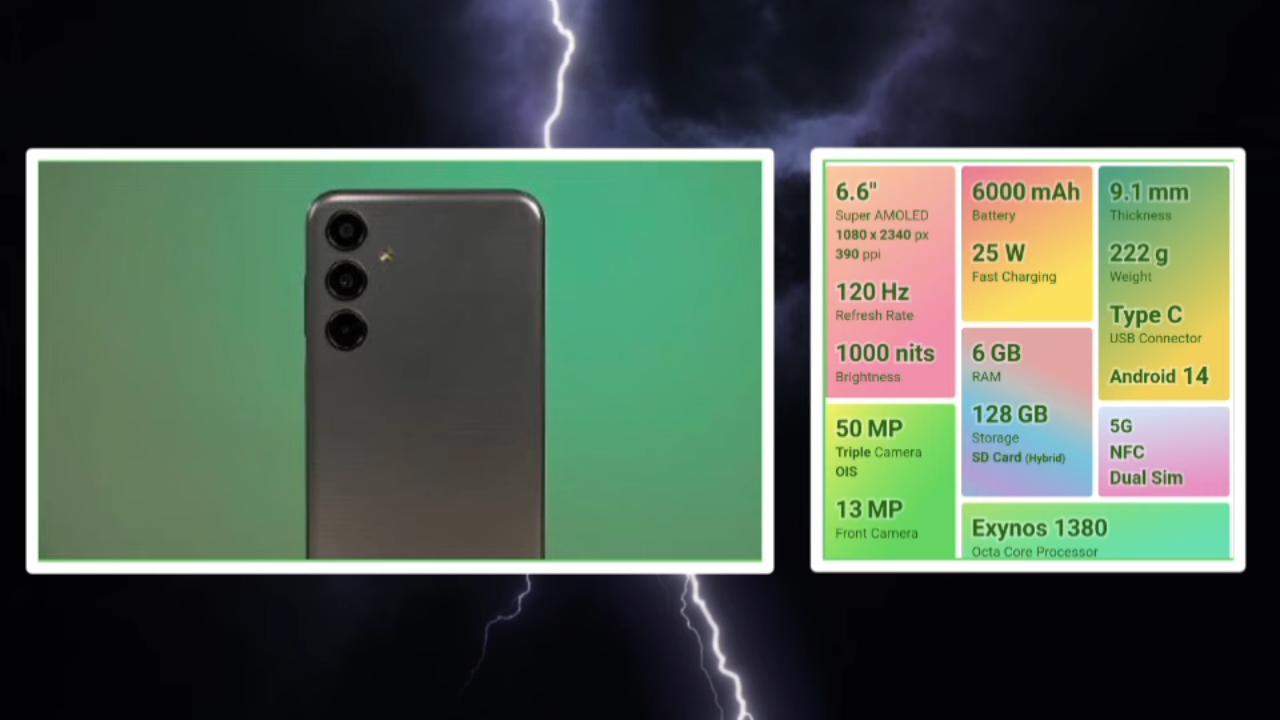 6.6"
Super AMOLED
1080 x 2340 px
390 ppi
120 Hz
Refresh Rate
1000 nits
Brightness
50 MP
Triple Camera
OIS
13 MP
Front Camera
6000 mAh
Battery
25 W
Fast Charging
6 GB
RAM
128 GB
Storage
SD Card (Hybrid)
9.1 mm
Thickness
222 g
Weight
Type C
USB Connector
Android 14
5G
NFC
Dual Sim
Exynos 1380
Octa Core Processor